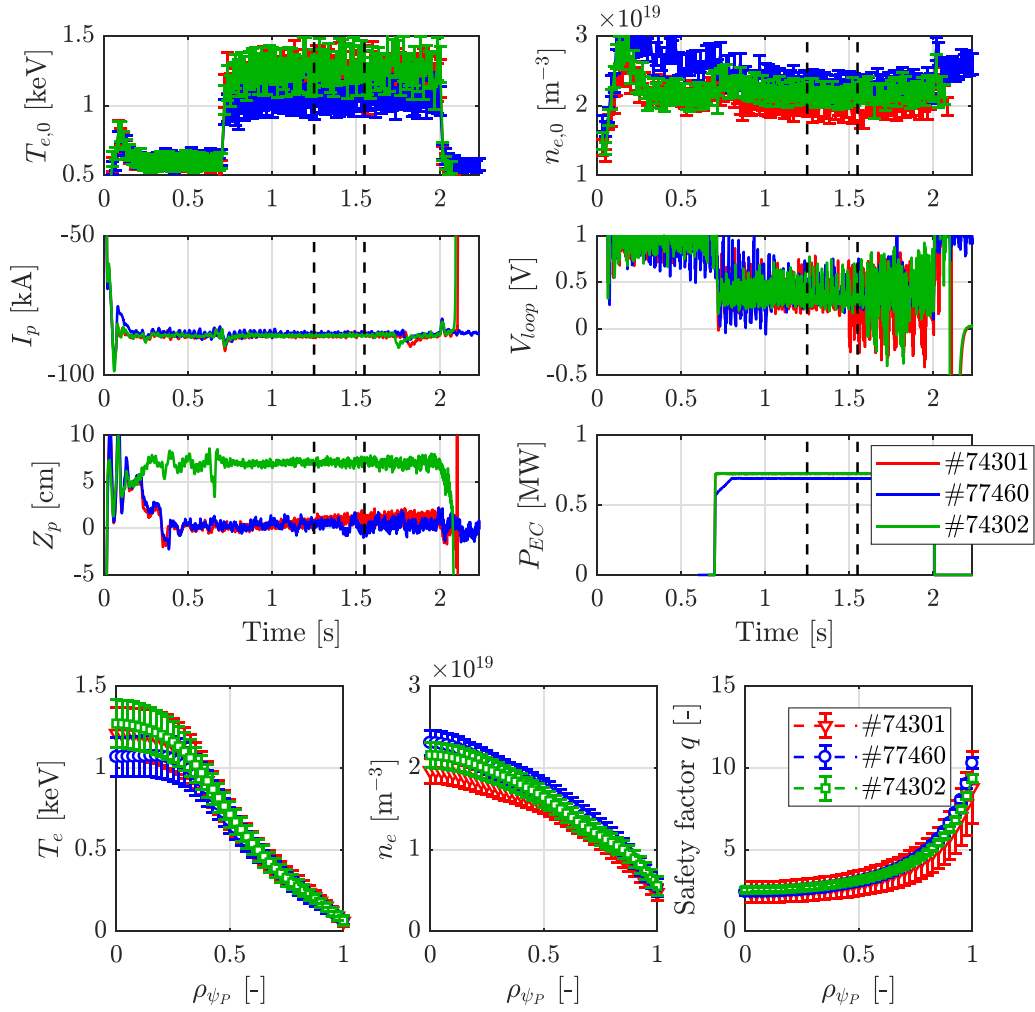 ×10^19
T_{e,0} [keV]
1.5
1
0.5
0 0.5 1 1.5 2
n_{e,0} [m^{-3}]
3
2
1
0 0.5 1 1.5 2
I_p [kA]
-50
-100
0 0.5 1 1.5 2
V_{loop} [V]
1
0.5
0
-0.5
0 0.5 1 1.5 2
Z_p [cm]
10
5
0
-5
0 0.5 1 1.5 2
Time [s]
P_{EC} [MW]
1
0.5
0
0 0.5 1 1.5 2
Time [s]
#74301
#77460
#74302
T_e [keV]
1.5
1
0.5
0
0 0.5 1
ρ_{ψ_P} [-]
×10^19
n_e [m^{-3}]
3
2
1
0
0 0.5 1
ρ_{ψ_P} [-]
Safety factor q [-]
15
10
5
0
0 0.5 1
ρ_{ψ_P} [-]
#74301
#77460
#74302